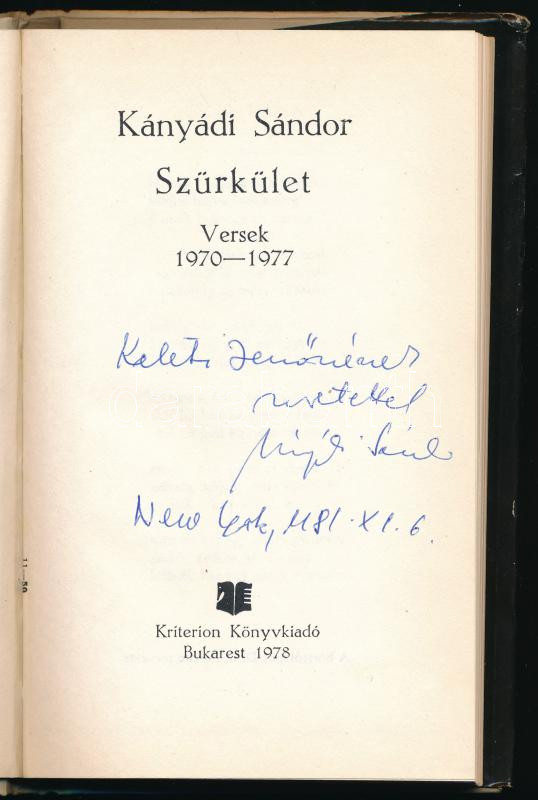 Kányádi Sándor
Szürkület
Versek
1970—1977
Keleti Jenőnének
tisztelettel
Kányádi Sándor
New York, 1981. XI. 6.
Kriterion Könyvkiadó
Bukarest 1978